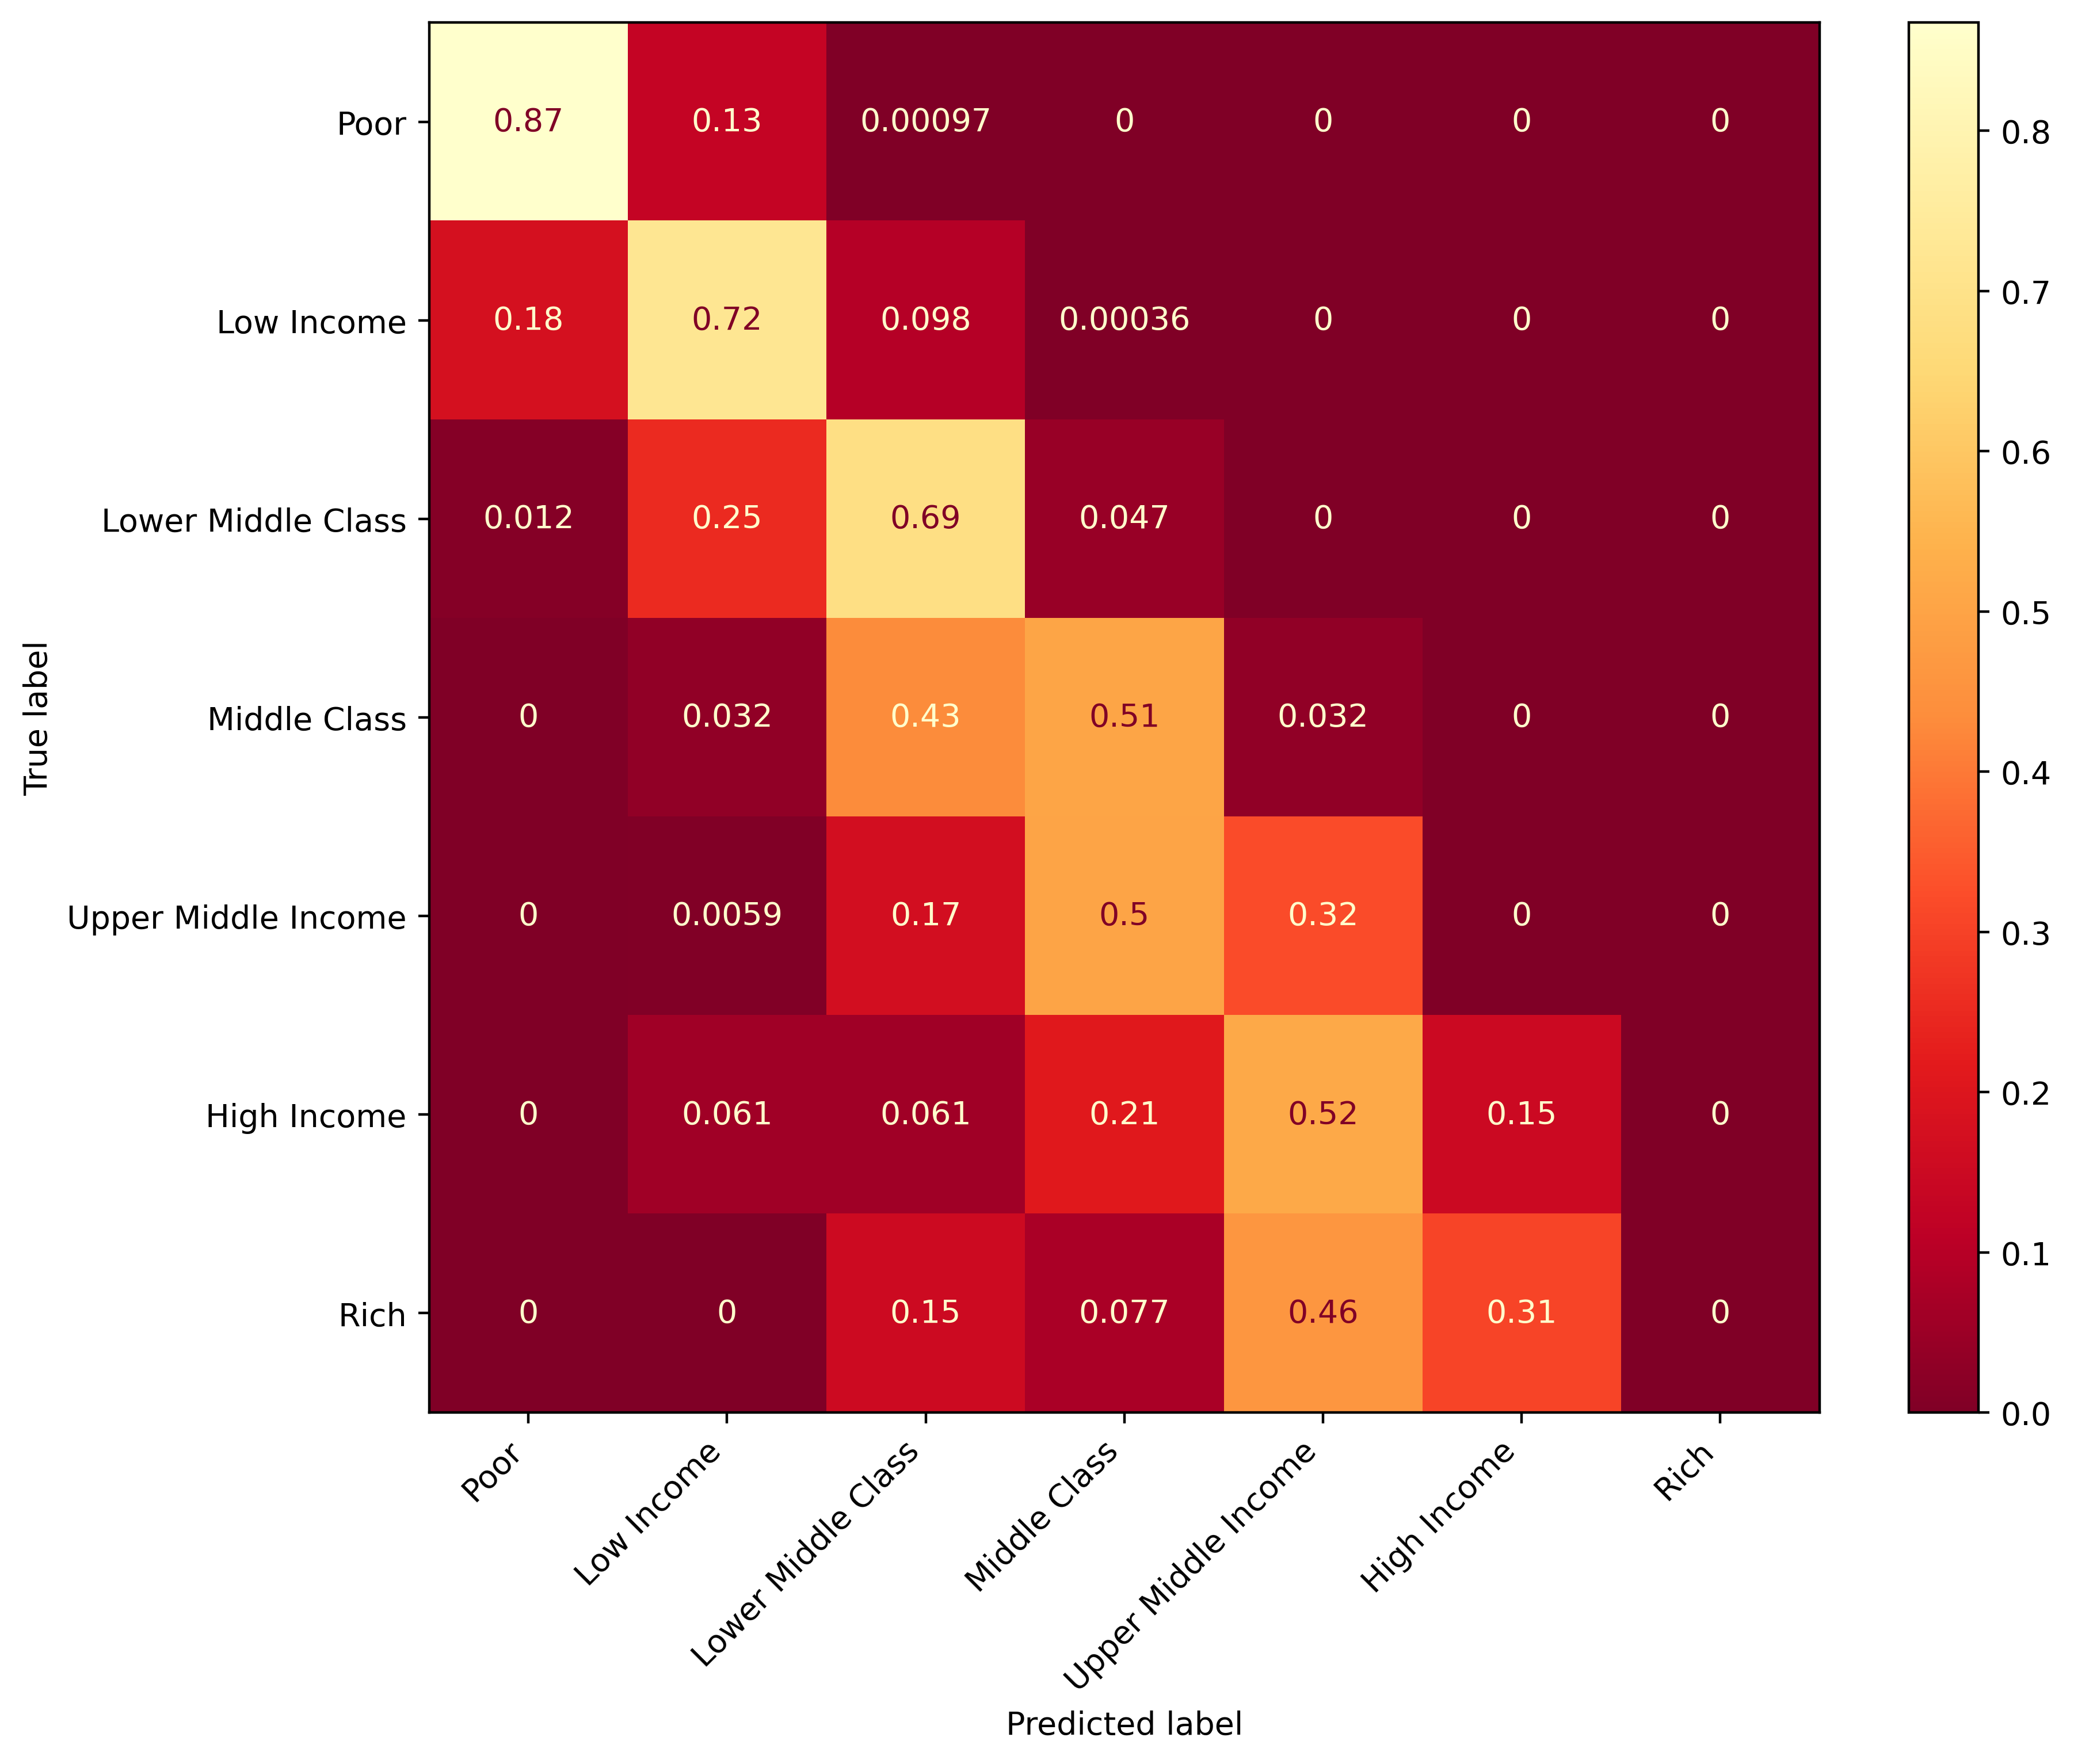 Poor 0.87 0.13 0.00097 0 0 0 0
Low Income 0.18 0.72 0.098 0.00036 0 0 0
Lower Middle Class 0.012 0.25 0.69 0.047 0 0 0
Middle Class 0 0.032 0.43 0.51 0.032 0 0
Upper Middle Income 0 0.0059 0.17 0.5 0.32 0 0
High Income 0 0.061 0.061 0.21 0.52 0.15 0
Rich 0 0 0.15 0.077 0.46 0.31 0
True label
Poor
Low Income
Lower Middle Class
Middle Class
Upper Middle Income
High Income
Rich
Predicted label
0.8
0.7
0.6
0.5
0.4
0.3
0.2
0.1
0.0